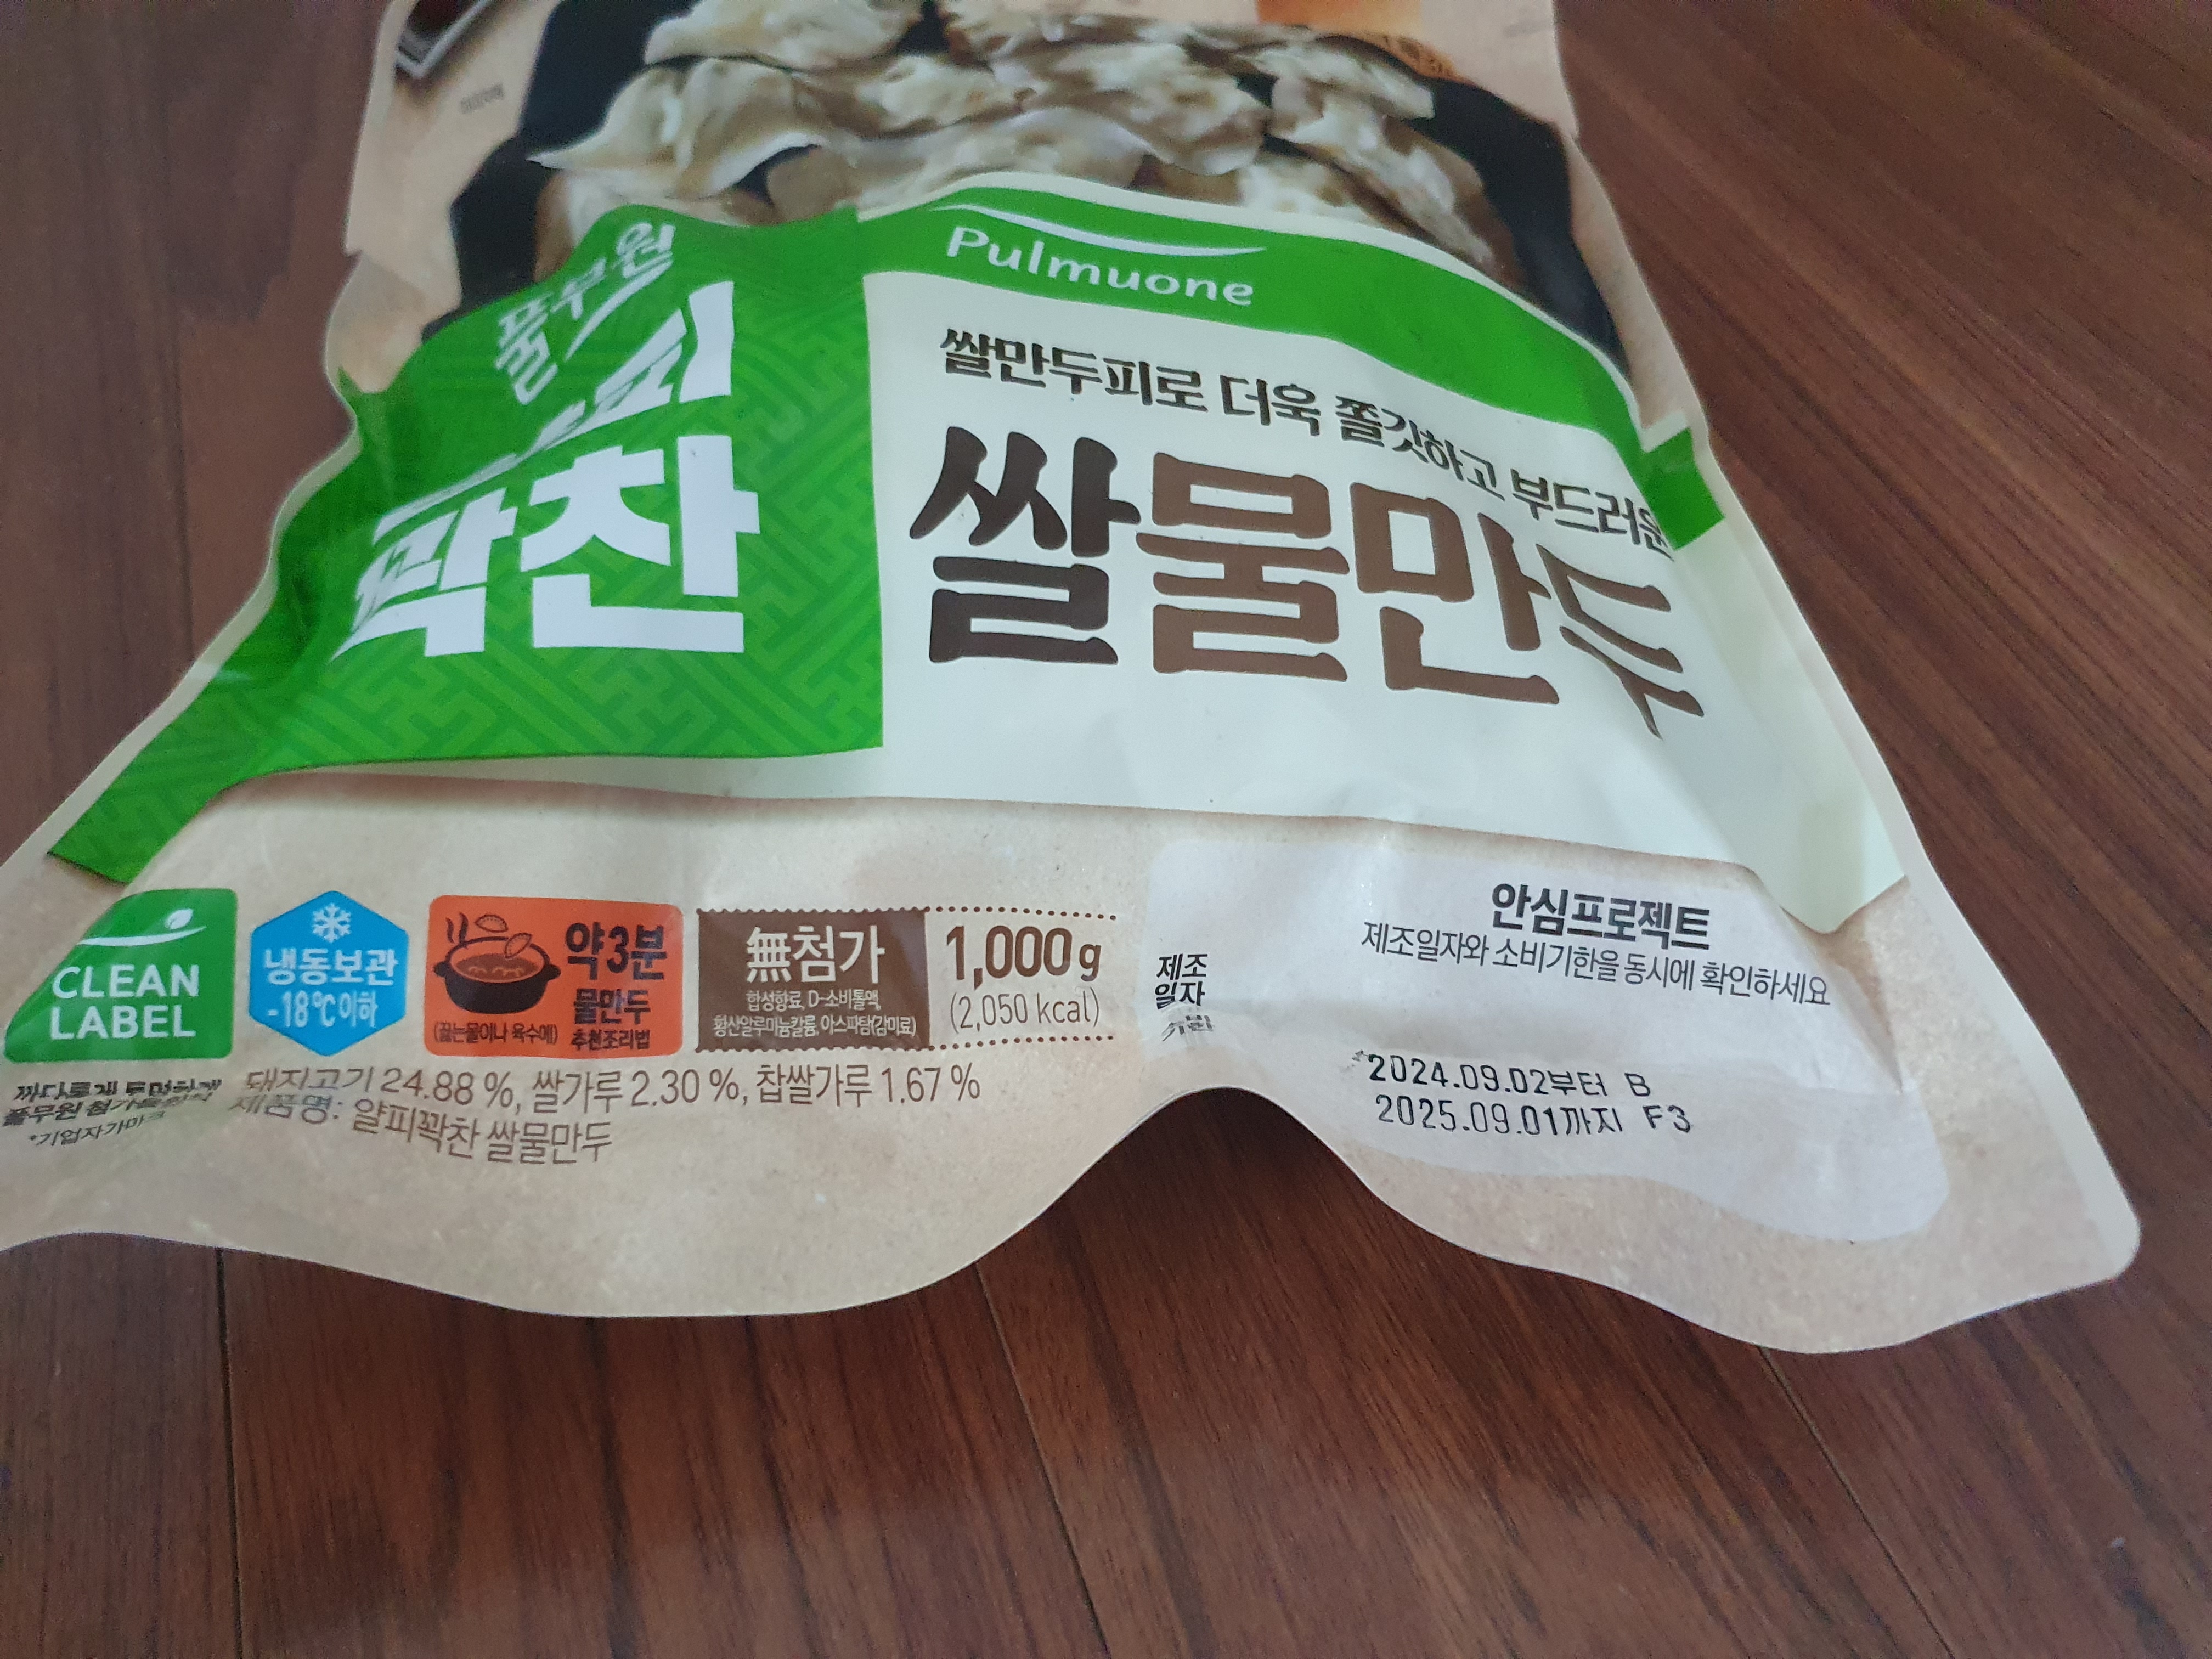 Pulmuone
풀무원
피
꽉찬
쌀만두피로 더욱 쫄깃하고 부드러운
쌀물만두
CLEAN
LABEL
냉동보관
-18℃이하
약3분
물만두
(끓는물이나 육수에) 추천조리법
無첨가
합성향료, D-소비톨액,
황산알루미늄칼륨, 아스파탐(감미료)
1,000 g
(2,050 kcal)
제조
일자
안심프로젝트
제조일자와 소비기한을 동시에 확인하세요
2024.09.02부터 B
2025.09.01까지 F3
돼지고기 24.88 %, 쌀가루 2.30 %, 찹쌀가루 1.67 %
제품명: 얄피꽉찬 쌀물만두